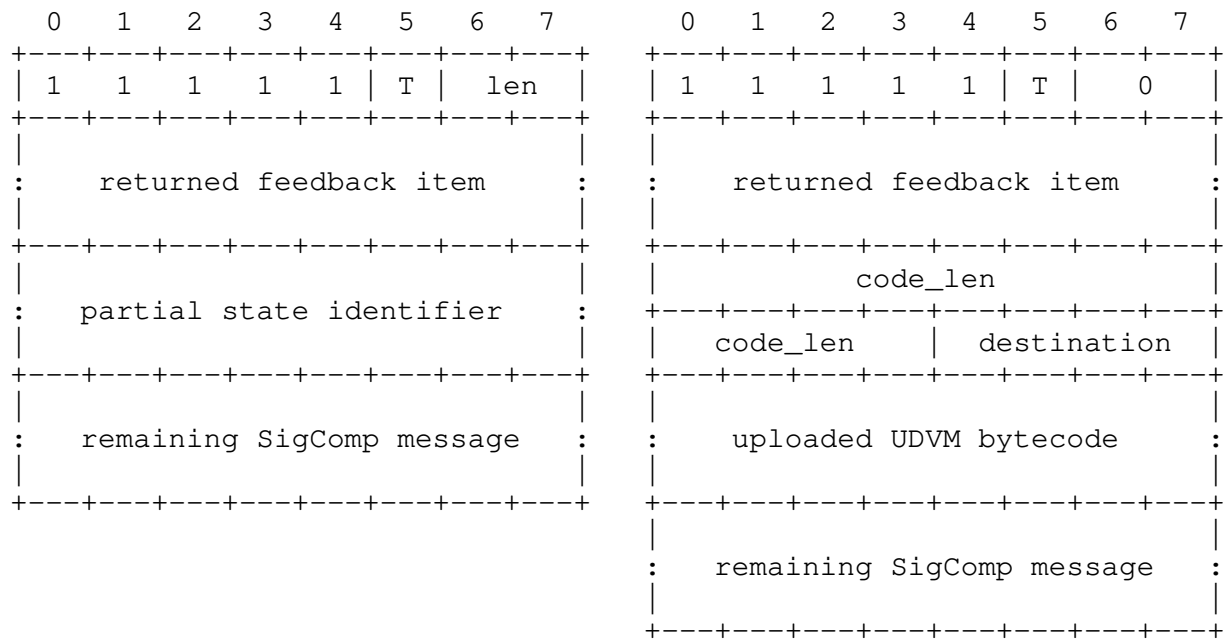 0   1   2   3   4   5   6   7       0   1   2   3   4   5   6   7
+---+---+---+---+---+---+---+---+   +---+---+---+---+---+---+---+---+
| 1   1   1   1   1 | T |  len  |   | 1   1   1   1   1 | T |   0   |
+---+---+---+---+---+---+---+---+   +---+---+---+---+---+---+---+---+
|                               |   |                               |
:    returned feedback item     :   :    returned feedback item     :
|                               |   |                               |
+---+---+---+---+---+---+---+---+   +---+---+---+---+---+---+---+---+
|                               |   |           code_len            |
:   partial state identifier    :   +---+---+---+---+---+---+---+---+
|                               |   |   code_len    |  destination  |
+---+---+---+---+---+---+---+---+   +---+---+---+---+---+---+---+---+
|                               |   |                               |
:   remaining SigComp message   :   :    uploaded UDVM bytecode     :
|                               |   |                               |
+---+---+---+---+---+---+---+---+   +---+---+---+---+---+---+---+---+
                                    |                               |
                                    :   remaining SigComp message   :
                                    |                               |
                                    +---+---+---+---+---+---+---+---+